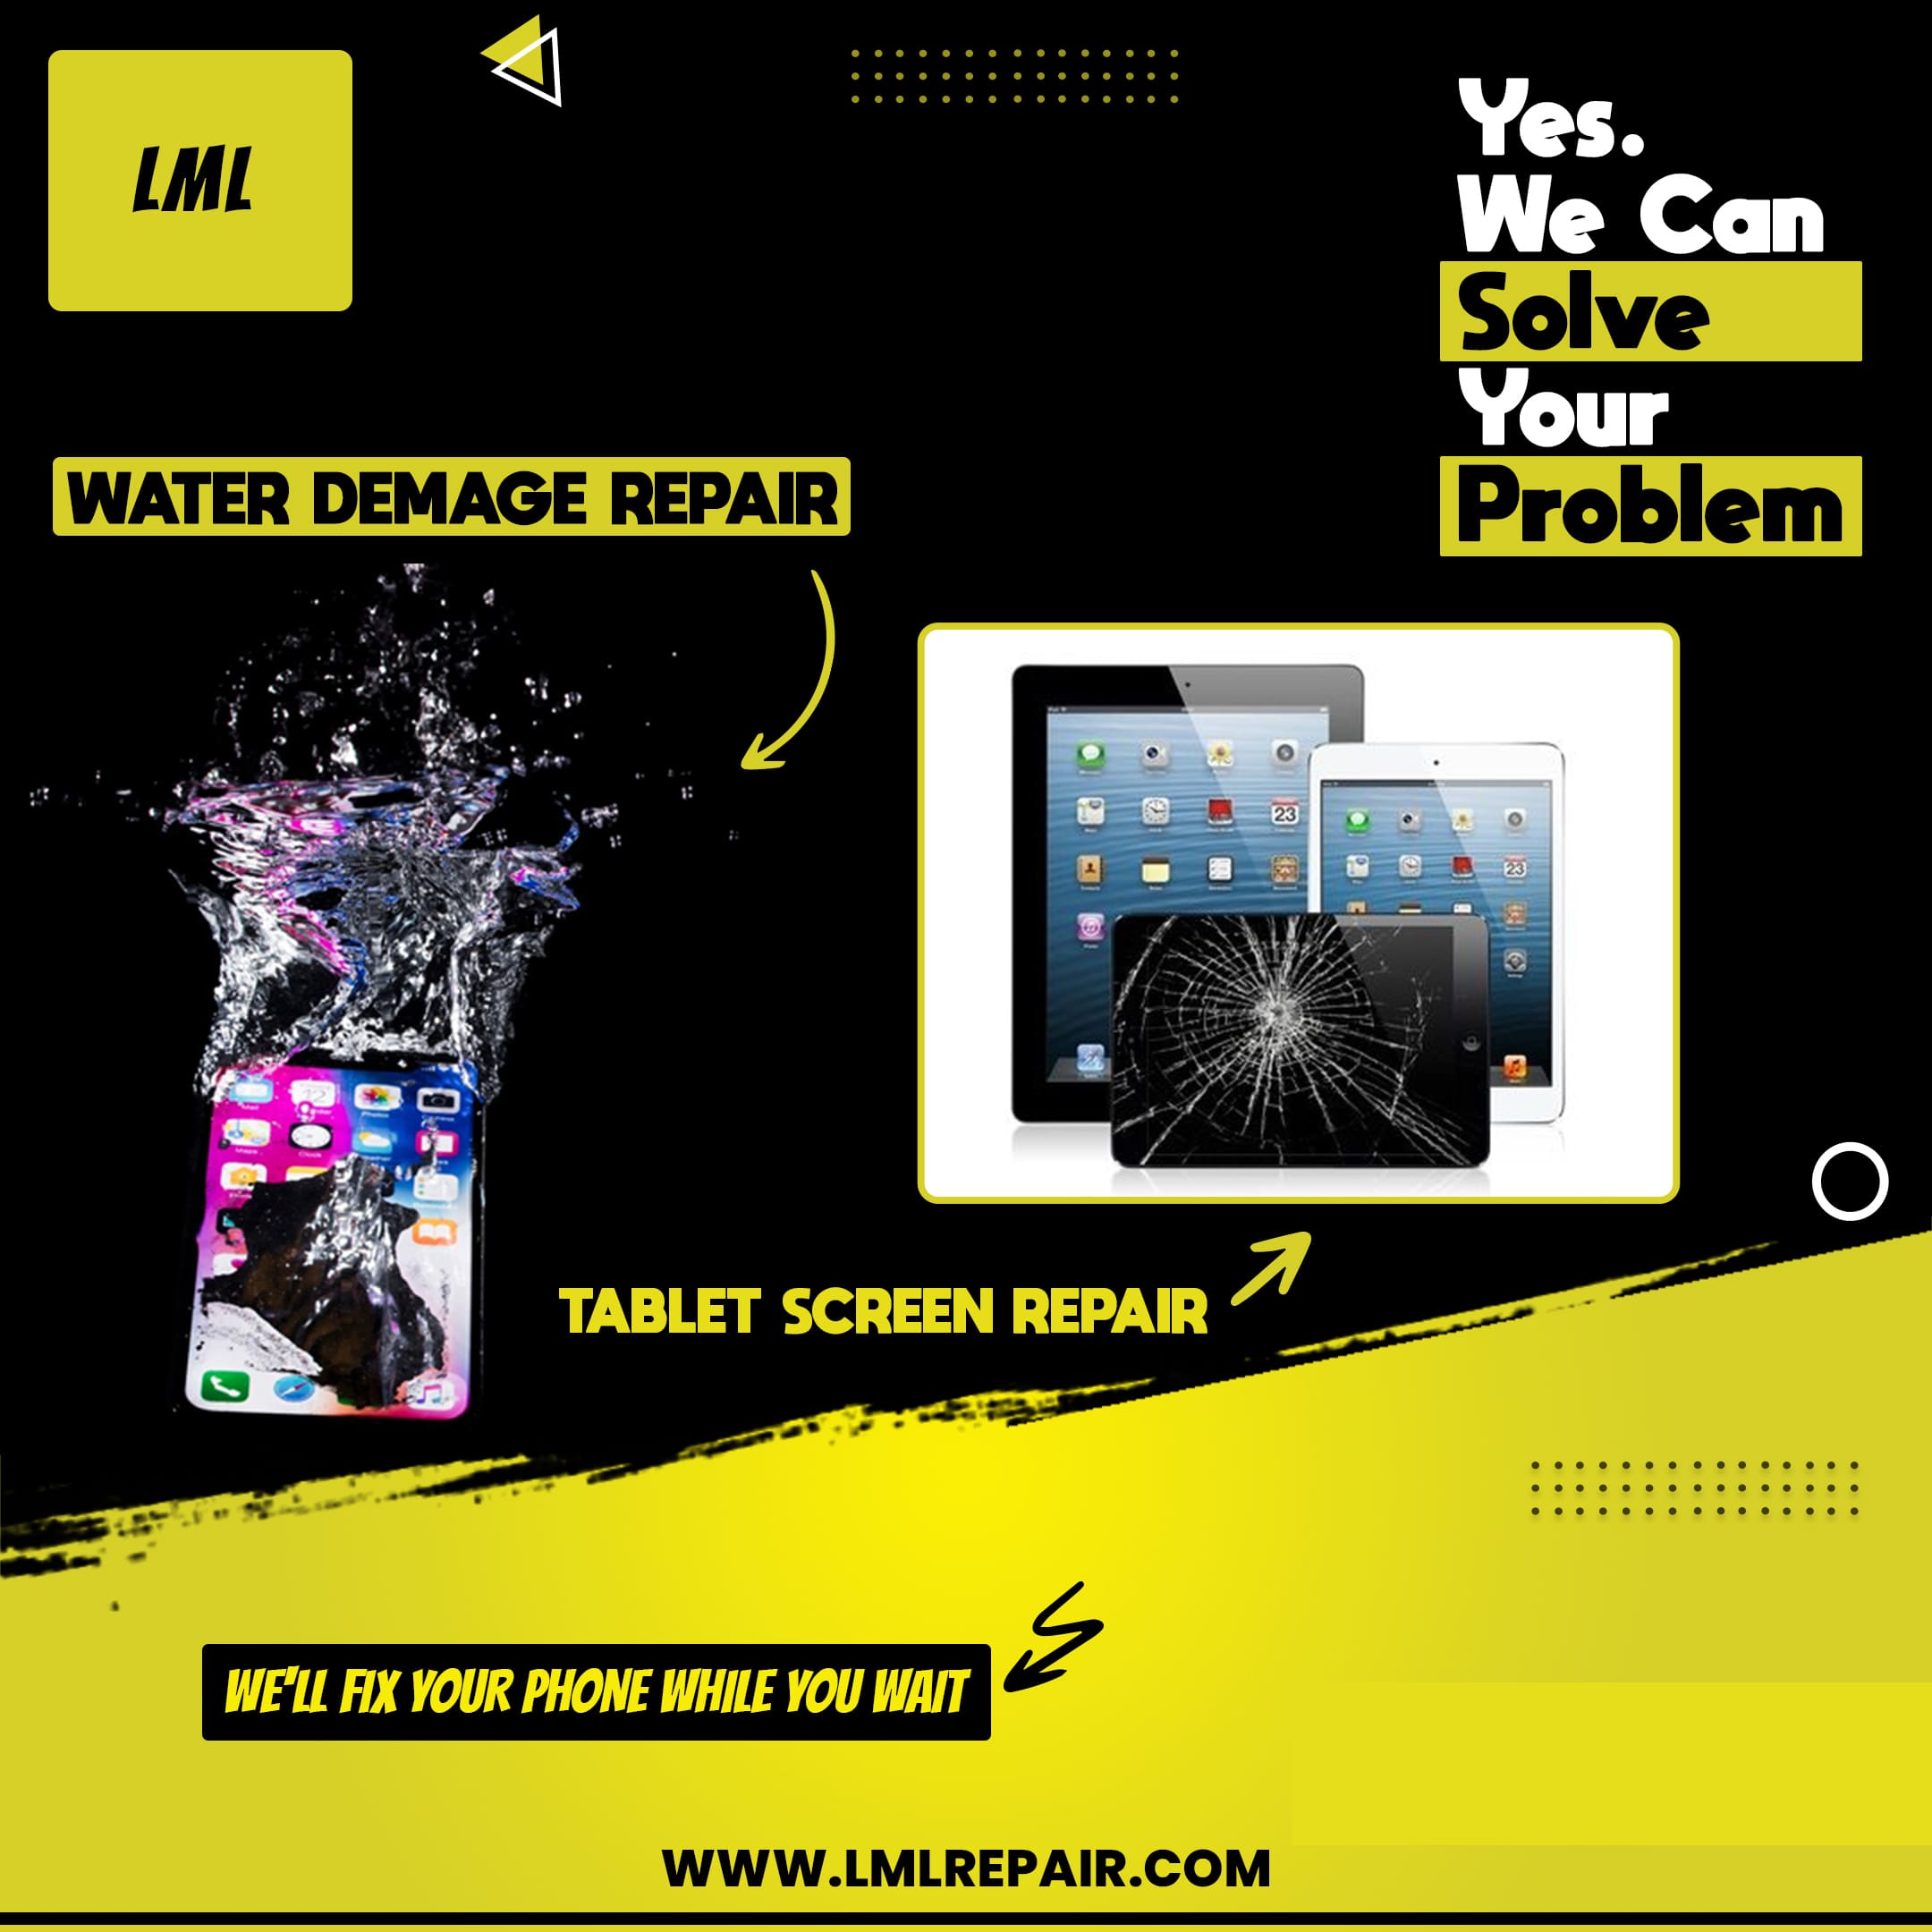 LML
Yes.
We Can
Solve
Your
Problem
WATER DEMAGE REPAIR
TABLET SCREEN REPAIR
WE'LL FIX YOUR PHONE WHILE YOU WAIT
WWW.LMLREPAIR.COM